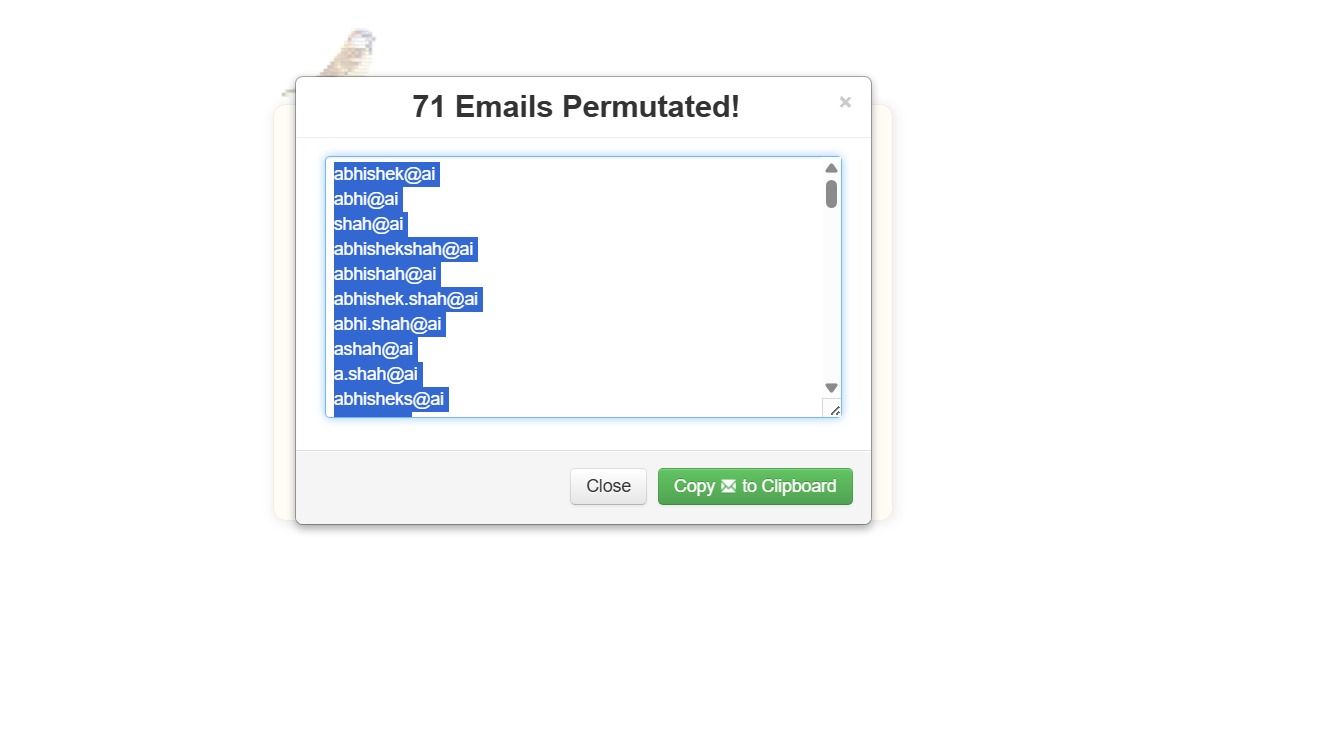 71 Emails Permutated!
×
abhishek@ai
abhi@ai
shah@ai
abhishekshah@ai
abhishah@ai
abhishek.shah@ai
abhi.shah@ai
ashah@ai
a.shah@ai
abhisheks@ai
Close
Copy to Clipboard